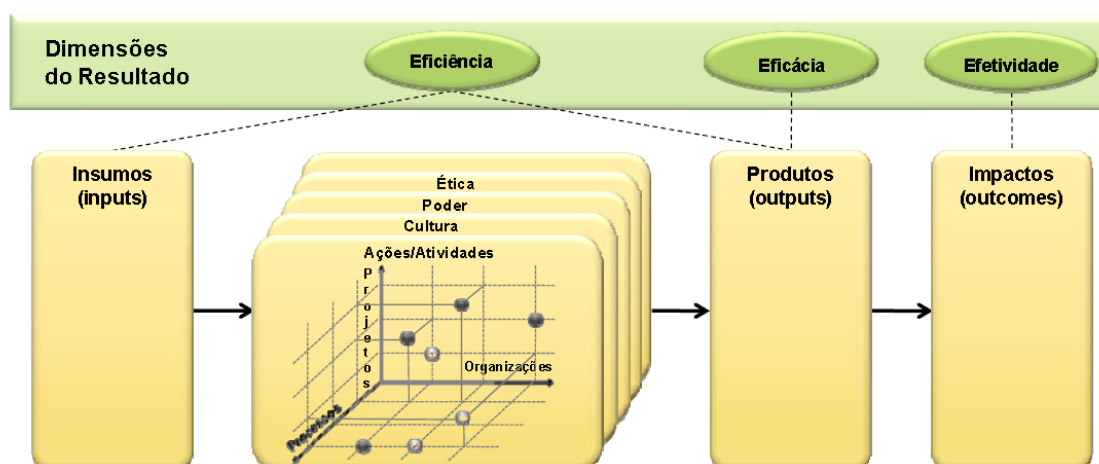 Dimensões
do Resultado
Eficiência
Eficácia
Efetividade
Insumos
(inputs)
Ética
Poder
Cultura
Ações/Atividades
Projetos
Organizações
Processos
Produtos
(outputs)
Impactos
(outcomes)